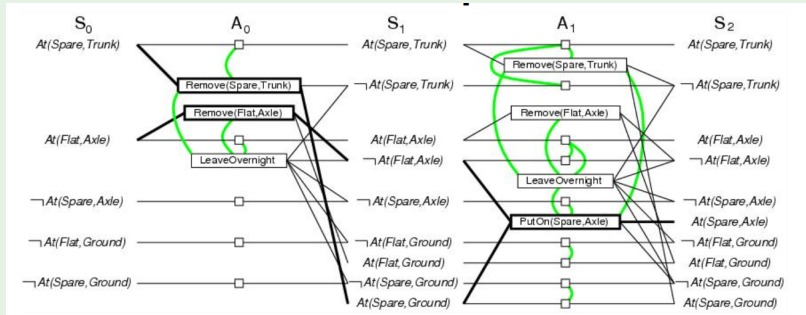 S0 A0 S1 A1 S2
At(Spare,Trunk) At(Spare,Trunk) At(Spare,Trunk)
Remove(Spare,Trunk)
Remove(Spare,Trunk) ¬At(Spare,Trunk) ¬At(Spare,Trunk)
Remove(Flat,Axle) Remove(Flat,Axle)
At(Flat,Axle) At(Flat,Axle) At(Flat,Axle)
LeaveOvernight ¬At(Flat,Axle) ¬At(Flat,Axle)
LeaveOvernight
¬At(Spare,Axle) ¬At(Spare,Axle) ¬At(Spare,Axle)
PutOn(Spare,Axle) At(Spare,Axle)
¬At(Flat,Ground) ¬At(Flat,Ground) ¬At(Flat,Ground)
At(Flat,Ground) At(Flat,Ground)
¬At(Spare,Ground) ¬At(Spare,Ground) ¬At(Spare,Ground)
At(Spare,Ground) At(Spare,Ground)